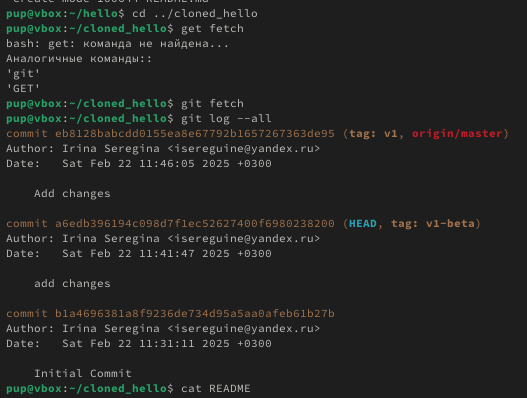 pup@vbox:~/hello$ cd ../cloned_hello
pup@vbox:~/cloned_hello$ get fetch
bash: get: команда не найдена...
Аналогичные команды::
'git'
'GET'
pup@vbox:~/cloned_hello$ git fetch
pup@vbox:~/cloned_hello$ git log --all
commit eb8128babcdd0155ea8e67792b1657267363de95 (tag: v1, origin/master)
Author: Irina Seregina <isereguine@yandex.ru>
Date:   Sat Feb 22 11:46:05 2025 +0300
Add changes
commit a6edb396194c098d7f1ec52627400f6980238200 (HEAD, tag: v1-beta)
Author: Irina Seregina <isereguine@yandex.ru>
Date:   Sat Feb 22 11:41:47 2025 +0300
add changes
commit b1a4696381a8f9236de734d95a5aa0afeb61b27b
Author: Irina Seregina <isereguine@yandex.ru>
Date:   Sat Feb 22 11:31:11 2025 +0300
Initial Commit
pup@vbox:~/cloned_hello$ cat README